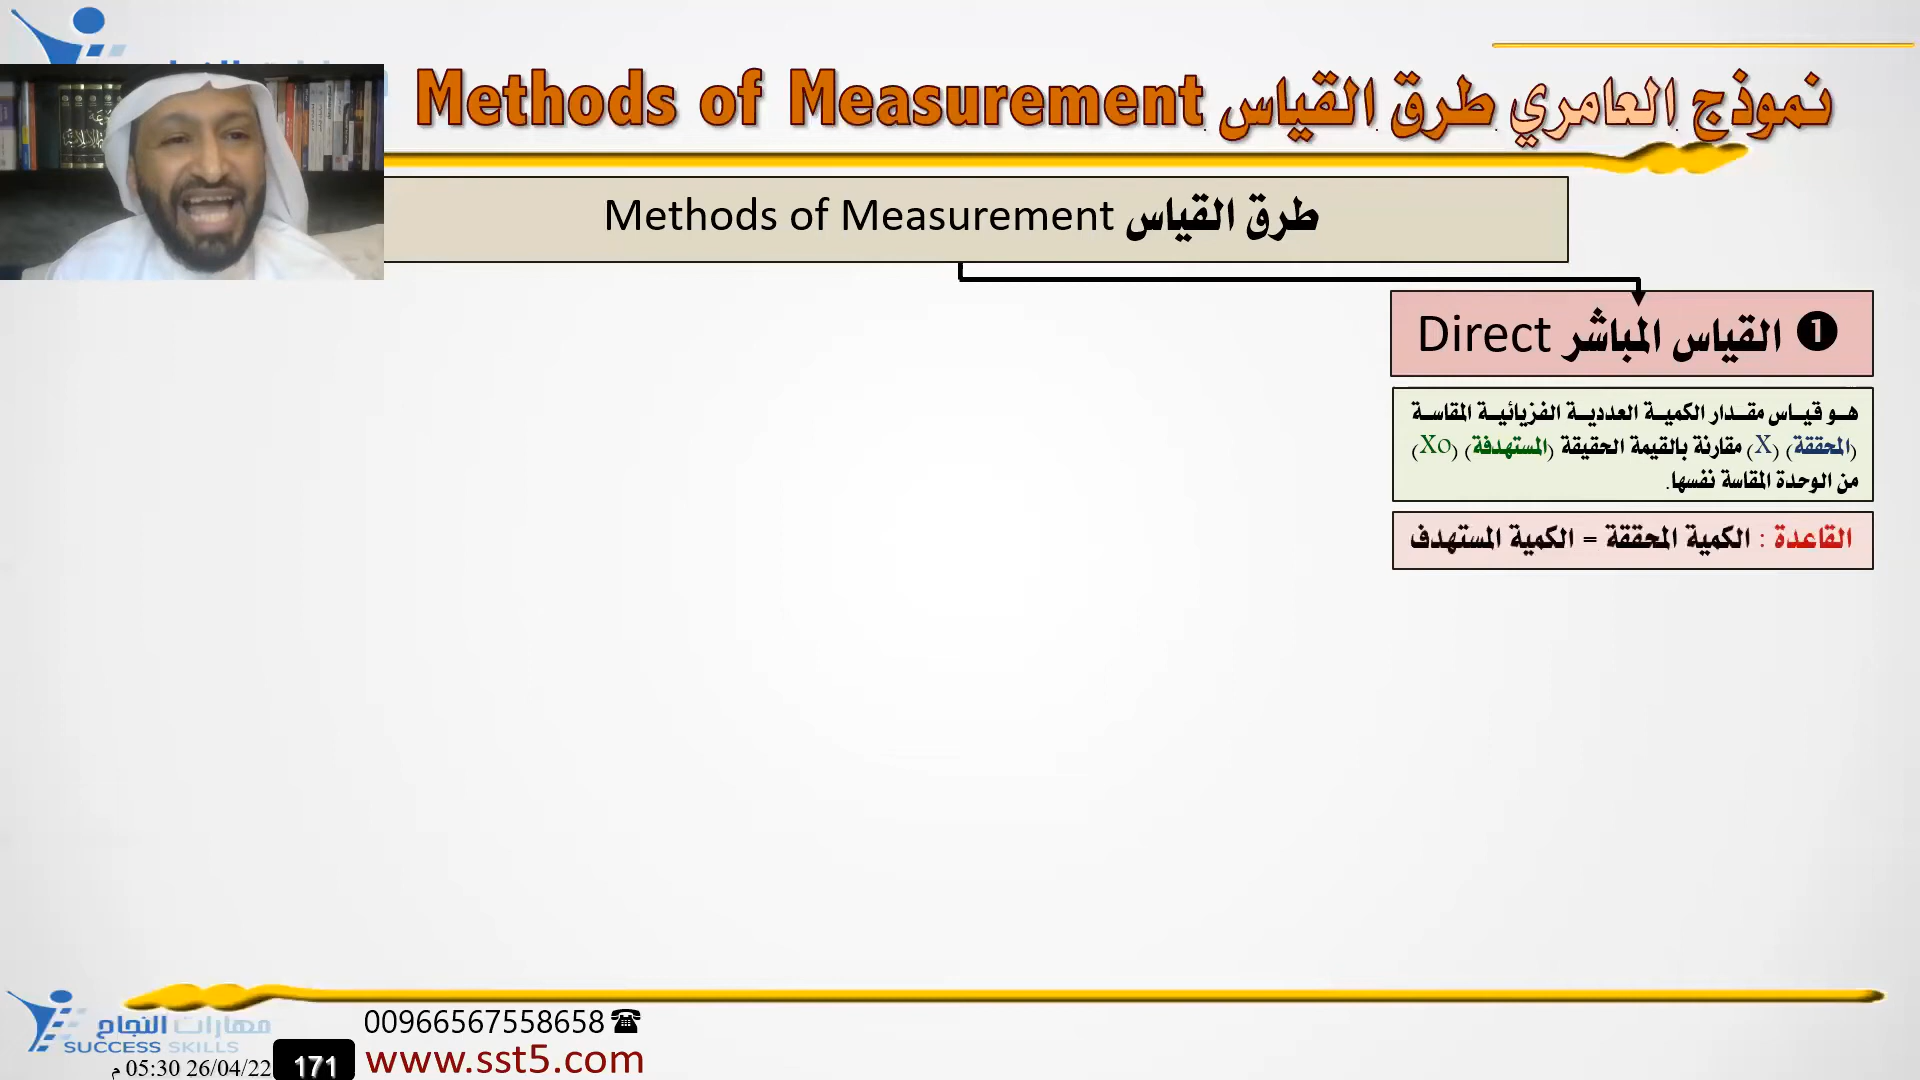 نموذج العامري طرق القياس Methods of Measurement
طرق القياس Methods of Measurement
❶ القياس المباشر Direct
هـو قيـاس مقـدار الكميـة العدديـة الفزيائيـة المقاسـة
(المحققة) (X) مقارنة بالقيمة الحقيقة (المستهدفة) (Xo)
من الوحدة المقاسة نفسها.
القاعدة : الكمية المحققة = الكمية المستهدف
مهارات النجاح
SUCCESS SKILLS
05:30 26/04/22 م
171
00966567558658 ☎
www.sst5.com